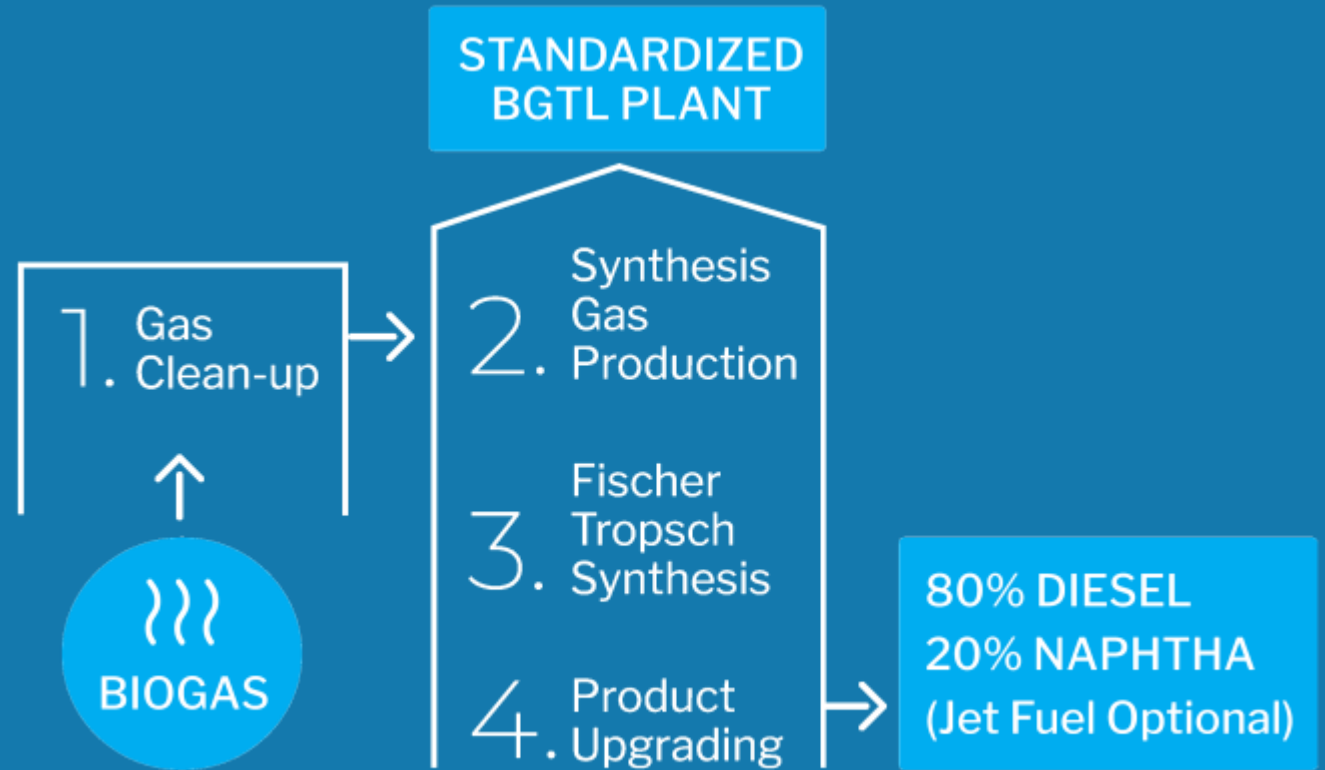 STANDARDIZED
BGTL PLANT
1. Gas
Clean-up
BIOGAS
2. Synthesis
Gas
Production
3. Fischer
Tropsch
Synthesis
4. Product
Upgrading
80% DIESEL
20% NAPHTHA
(Jet Fuel Optional)